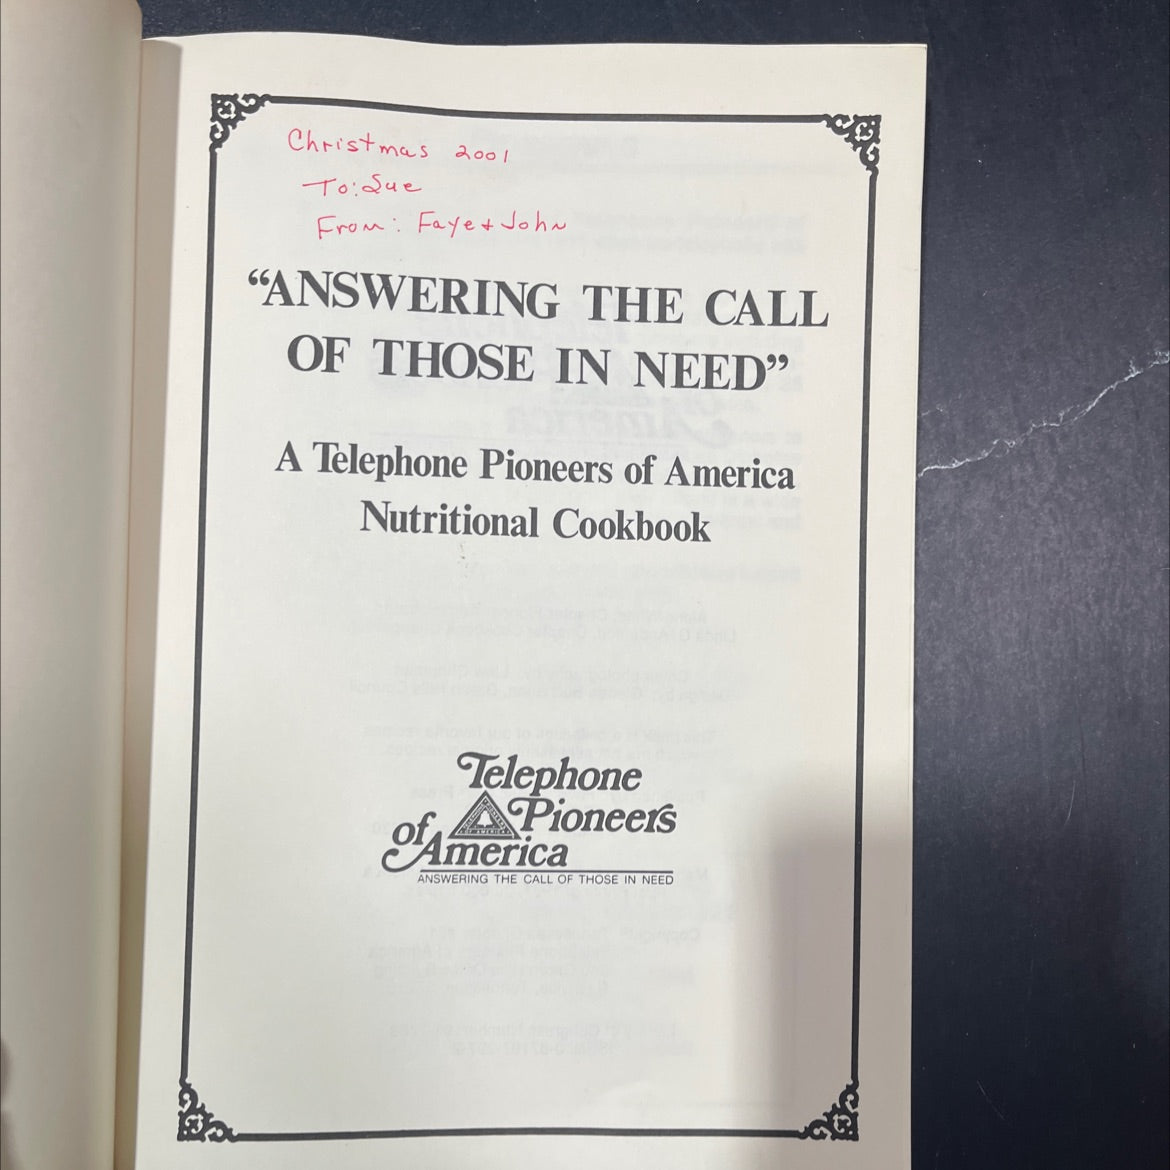 Christmas 2001
To: Sue
From: Faye + John
“ANSWERING THE CALL
OF THOSE IN NEED”
A Telephone Pioneers of America
Nutritional Cookbook
Telephone
Pioneers
of America
ANSWERING THE CALL OF THOSE IN NEED